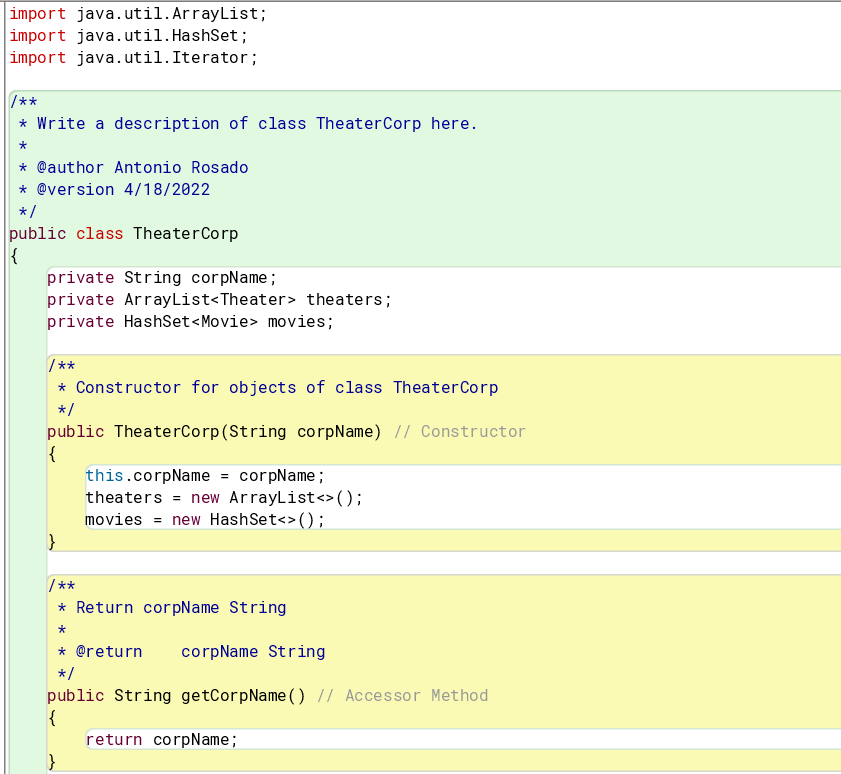 import java.util.ArrayList;
import java.util.HashSet;
import java.util.Iterator;
/**
 * Write a description of class TheaterCorp here.
 *
 * @author Antonio Rosado
 * @version 4/18/2022
 */
public class TheaterCorp
{
    private String corpName;
    private ArrayList<Theater> theaters;
    private HashSet<Movie> movies;
    /**
     * Constructor for objects of class TheaterCorp
     */
    public TheaterCorp(String corpName) // Constructor
    {
        this.corpName = corpName;
        theaters = new ArrayList<>();
        movies = new HashSet<>();
    }
    /**
     * Return corpName String
     *
     * @return    corpName String
     */
    public String getCorpName() // Accessor Method
    {
        return corpName;
    }